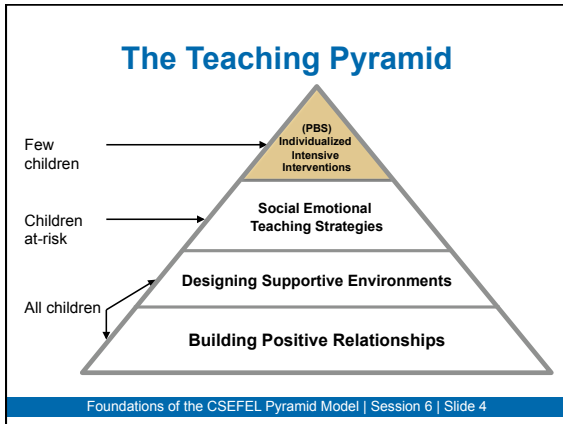 The Teaching Pyramid
Few
children
(PBS)
Individualized
Intensive
Interventions
Children
at-risk
Social Emotional
Teaching Strategies
Designing Supportive Environments
All children
Building Positive Relationships
Foundations of the CSEFEL Pyramid Model | Session 6 | Slide 4